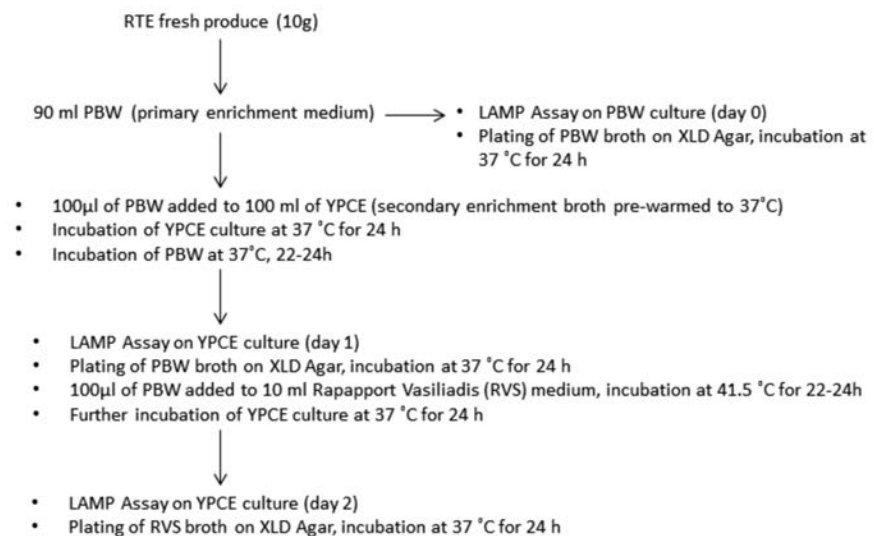 RTE fresh produce (10g)
90 ml PBW (primary enrichment medium)
• LAMP Assay on PBW culture (day 0)
• Plating of PBW broth on XLD Agar, incubation at
37 ˚C for 24 h
• 100µl of PBW added to 100 ml of YPCE (secondary enrichment broth pre-warmed to 37˚C)
• Incubation of YPCE culture at 37 ˚C for 24 h
• Incubation of PBW at 37˚C, 22-24h
• LAMP Assay on YPCE culture (day 1)
• Plating of PBW broth on XLD Agar, incubation at 37 ˚C for 24 h
• 100µl of PBW added to 10 ml Rapapport Vasiliadis (RVS) medium, incubation at 41.5 ˚C for 22-24h
• Further incubation of YPCE culture at 37 ˚C for 24 h
• LAMP Assay on YPCE culture (day 2)
• Plating of RVS broth on XLD Agar, incubation at 37 ˚C for 24 h